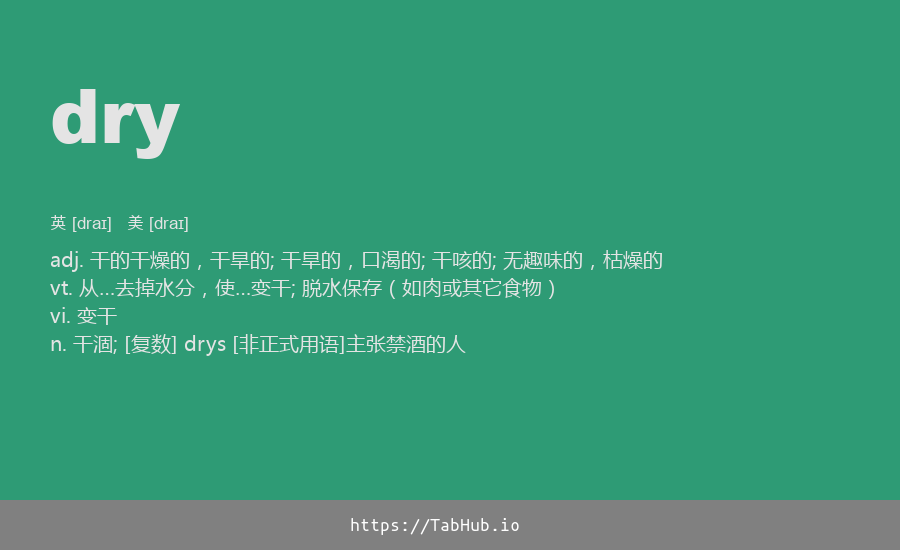 dry
英 [draɪ] 美 [draɪ]
adj. 干的干燥的，干旱的; 干旱的，口渴的; 干咳的; 无趣味的，枯燥的
vt. 从…去掉水分，使…变干; 脱水保存（如肉或其它食物）
vi. 变干
n. 干涸; [复数] drys [非正式用语]主张禁酒的人
https://TabHub.io